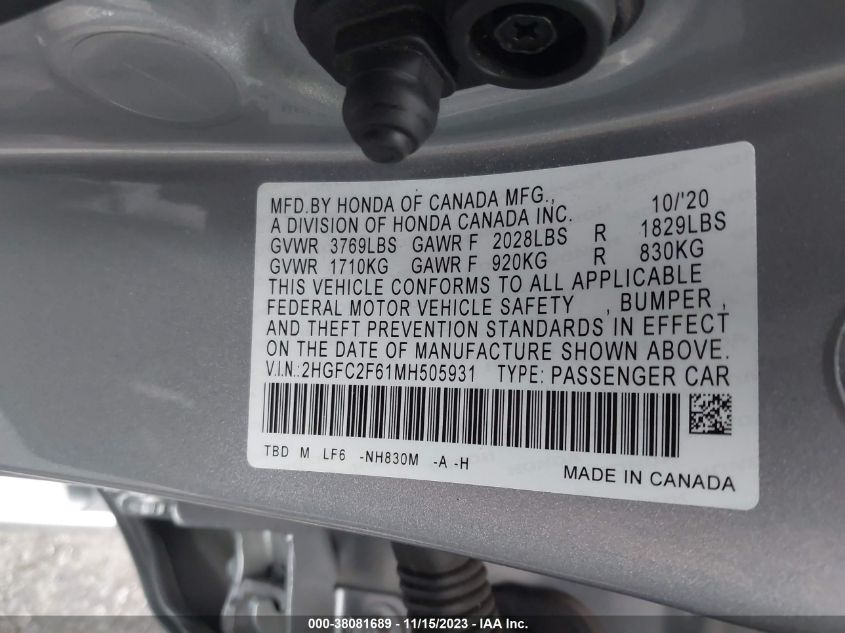 MFD.BY HONDA OF CANADA MFG., 10/'20
A DIVISION OF HONDA CANADA INC.
GVWR 3769LBS GAWR F 2028LBS R 1829LBS
GVWR 1710KG GAWR F 920KG R 830KG
THIS VEHICLE CONFORMS TO ALL APPLICABLE
FEDERAL MOTOR VEHICLE SAFETY , BUMPER ,
AND THEFT PREVENTION STANDARDS IN EFFECT
ON THE DATE OF MANUFACTURE SHOWN ABOVE.
V.I.N.:2HGFC2F61MH505931 TYPE: PASSENGER CAR
TBD M LF6 -NH830M -A -H
MADE IN CANADA
000-38081689 - 11/15/2023 - IAA Inc.